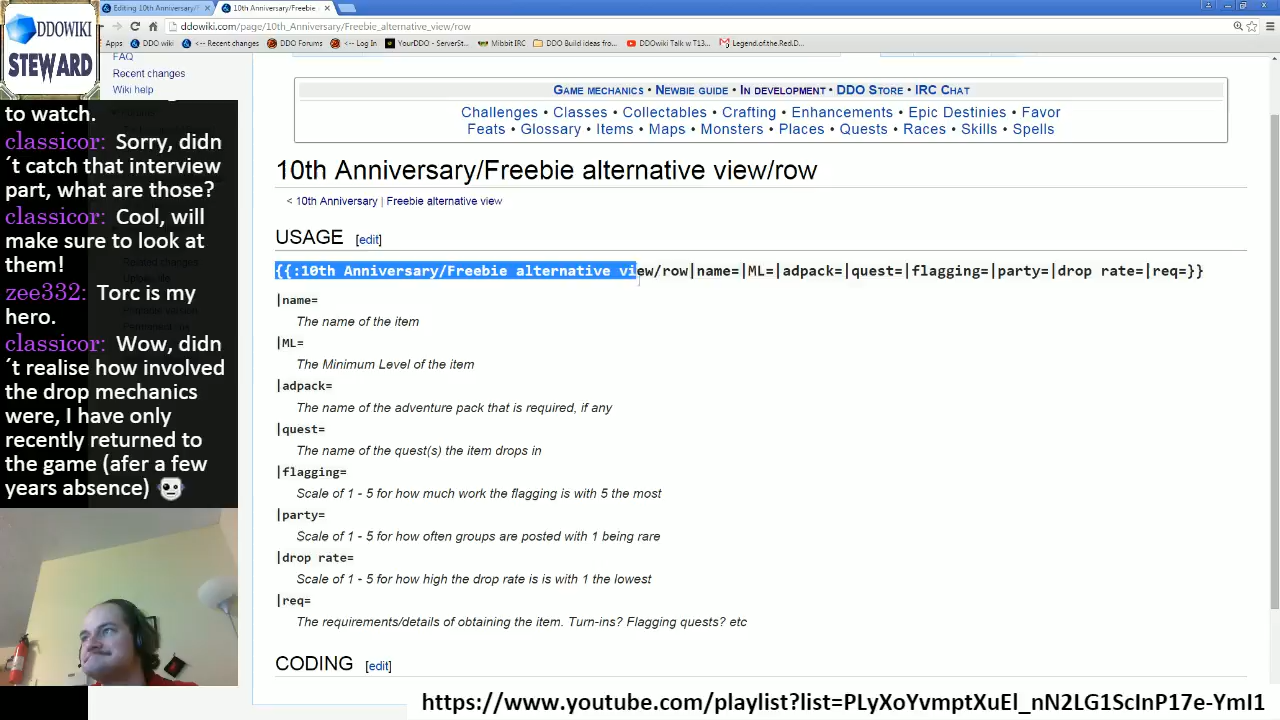 Editing 10th Anniversary/F
10th Anniversary/Freebie
ddowiki.com/page/10th_Anniversary/Freebie_alternative_view/row
Apps
DDO wiki
<-- Recent changes
DDO Forums
<-- Log In
YourDDO - ServerSt...
Mibbit IRC
DDO Build ideas from...
DDOwiki Talk w T13...
Legend.of.the.Red.D...
DDOWIKI
STEWARD
FAQ
Recent changes
Wiki help
to watch.
classicor: Sorry, didn
´t catch that interview
part, what are those?
classicor: Cool, will
make sure to look at
them!
zee332: Torc is my
hero.
classicor: Wow, didn
´t realise how involved
the drop mechanics
were, I have only
recently returned to
the game (afer a few
years absence)
Related changes
GAME MECHANICS • NEWBIE GUIDE • IN DEVELOPMENT • DDO STORE • IRC CHAT
Challenges • Classes • Collectables • Crafting • Enhancements • Epic Destinies • Favor
Feats • Glossary • Items • Maps • Monsters • Places • Quests • Races • Skills • Spells
10th Anniversary/Freebie alternative view/row
< 10th Anniversary | Freebie alternative view
USAGE [edit]
{{:10th Anniversary/Freebie alternative view/row|name=|ML=|adpack=|quest=|flagging=|party=|drop rate=|req=}}
|name=
The name of the item
|ML=
The Minimum Level of the item
|adpack=
The name of the adventure pack that is required, if any
|quest=
The name of the quest(s) the item drops in
|flagging=
Scale of 1 - 5 for how much work the flagging is with 5 the most
|party=
Scale of 1 - 5 for how often groups are posted with 1 being rare
|drop rate=
Scale of 1 - 5 for how high the drop rate is is with 1 the lowest
|req=
The requirements/details of obtaining the item. Turn-ins? Flagging quests? etc
CODING [edit]
https://www.youtube.com/playlist?list=PLyXoYvmptXuEl_nN2LG1ScInP17e-YmI1